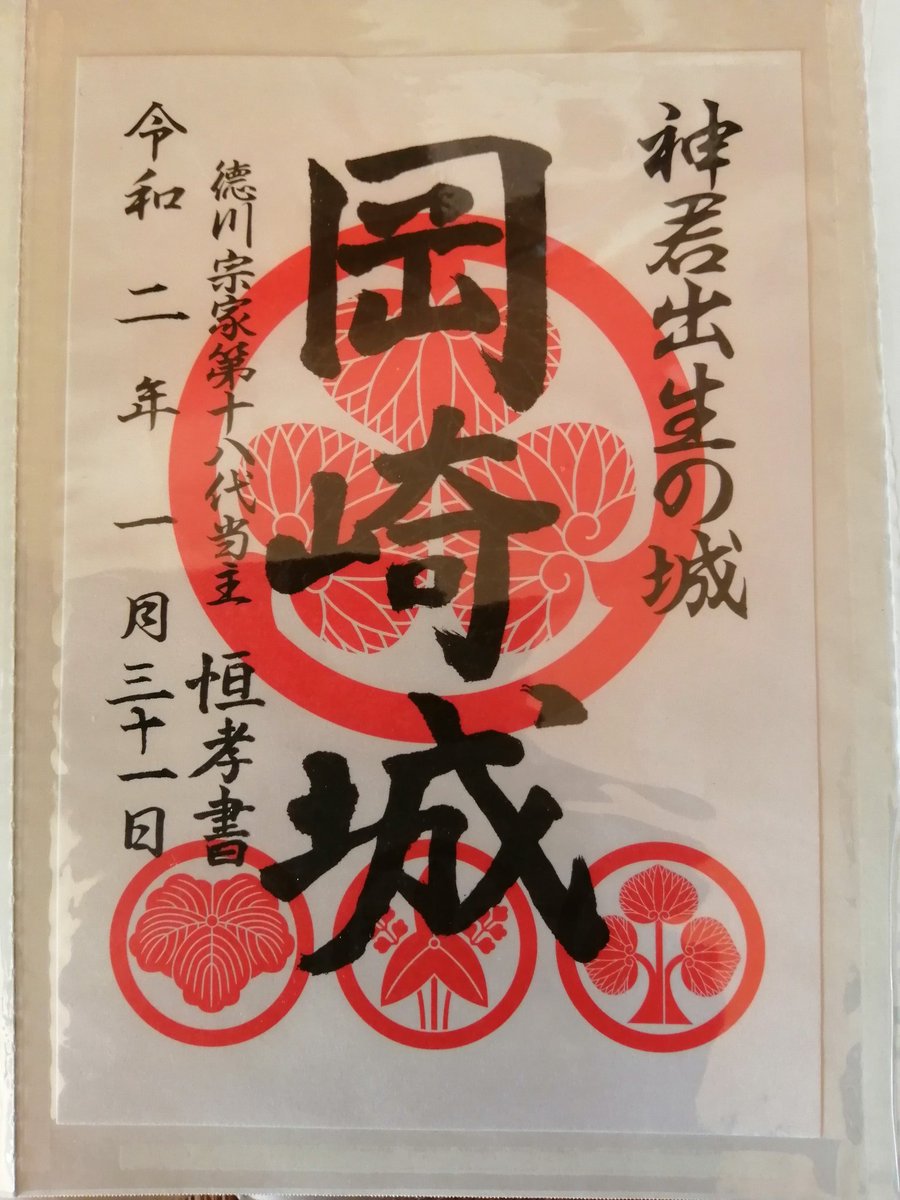 神君出生の城
岡崎城
徳川宗家第十八代当主
恒孝書
令和二年一月三十一日